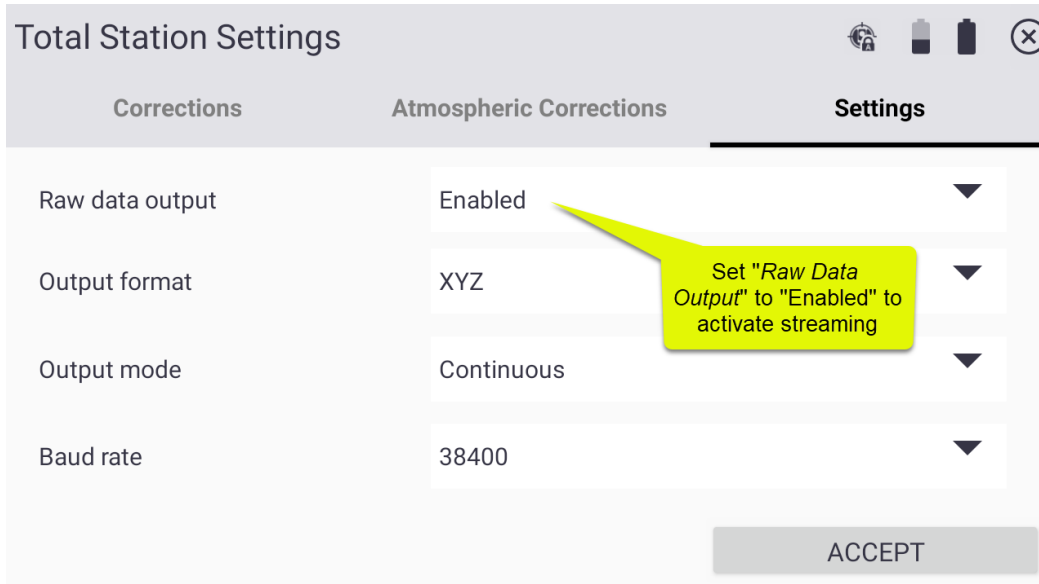 Total Station Settings
Corrections
Atmospheric Corrections
Settings
Raw data output
Enabled
Set "Raw Data
Output" to "Enabled" to
activate streaming
Output format
XYZ
Output mode
Continuous
Baud rate
38400
ACCEPT